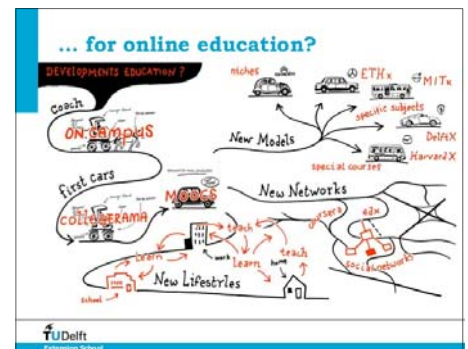 ... for online education?
DEVELOPMENTS EDUCATION?
coach
ON CAMPUS
first cars
COLLEGERAMA
MOOCS
niches
ETHx
MITx
specific subjects
DelftX
HarvardX
special courses
New Models
New Networks
coursera
edx
social networks
teach
learn
work
home
learn
teach
school
New Lifestyles
TUDelft
Extension School